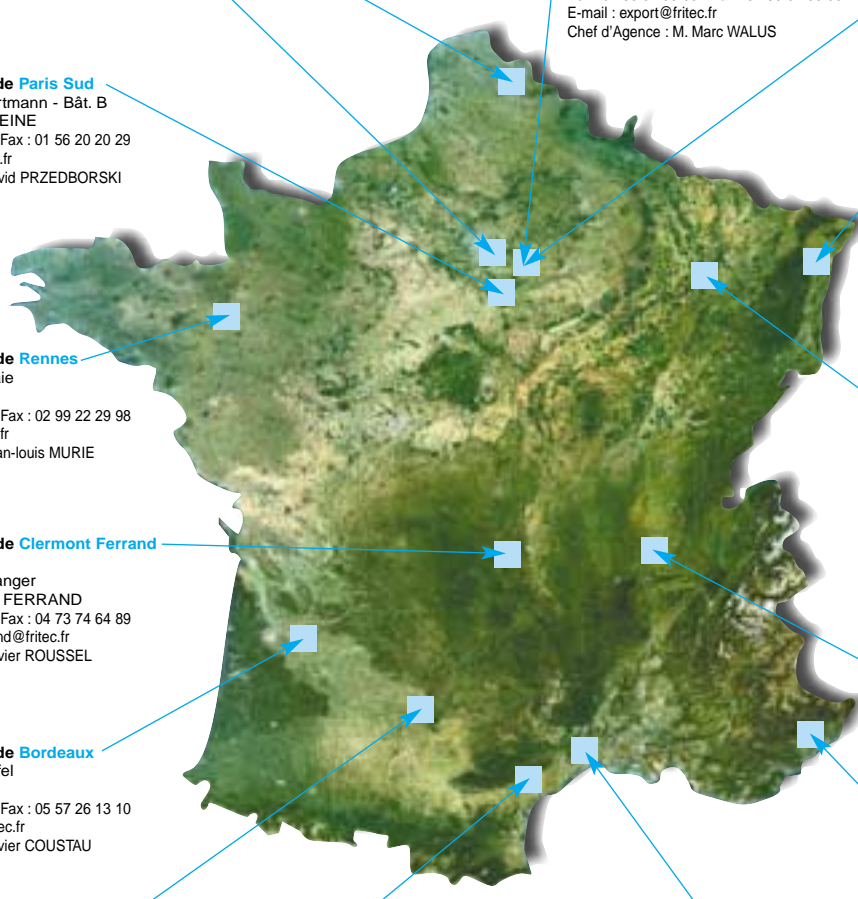 E-mail : export@fritec.fr
Chef d’Agence : M. Marc WALUS
de Paris Sud
rtmann - Bât. B
EINE
Fax : 01 56 20 20 29
.fr
vid PRZEDBORSKI
de Rennes
ie
Fax : 02 99 22 29 98
fr
an-louis MURIE
de Clermont Ferrand
anger
FERRAND
Fax : 04 73 74 64 89
nd@fritec.fr
vier ROUSSEL
de Bordeaux
fel
Fax : 05 57 26 13 10
ec.fr
vier COUSTAU